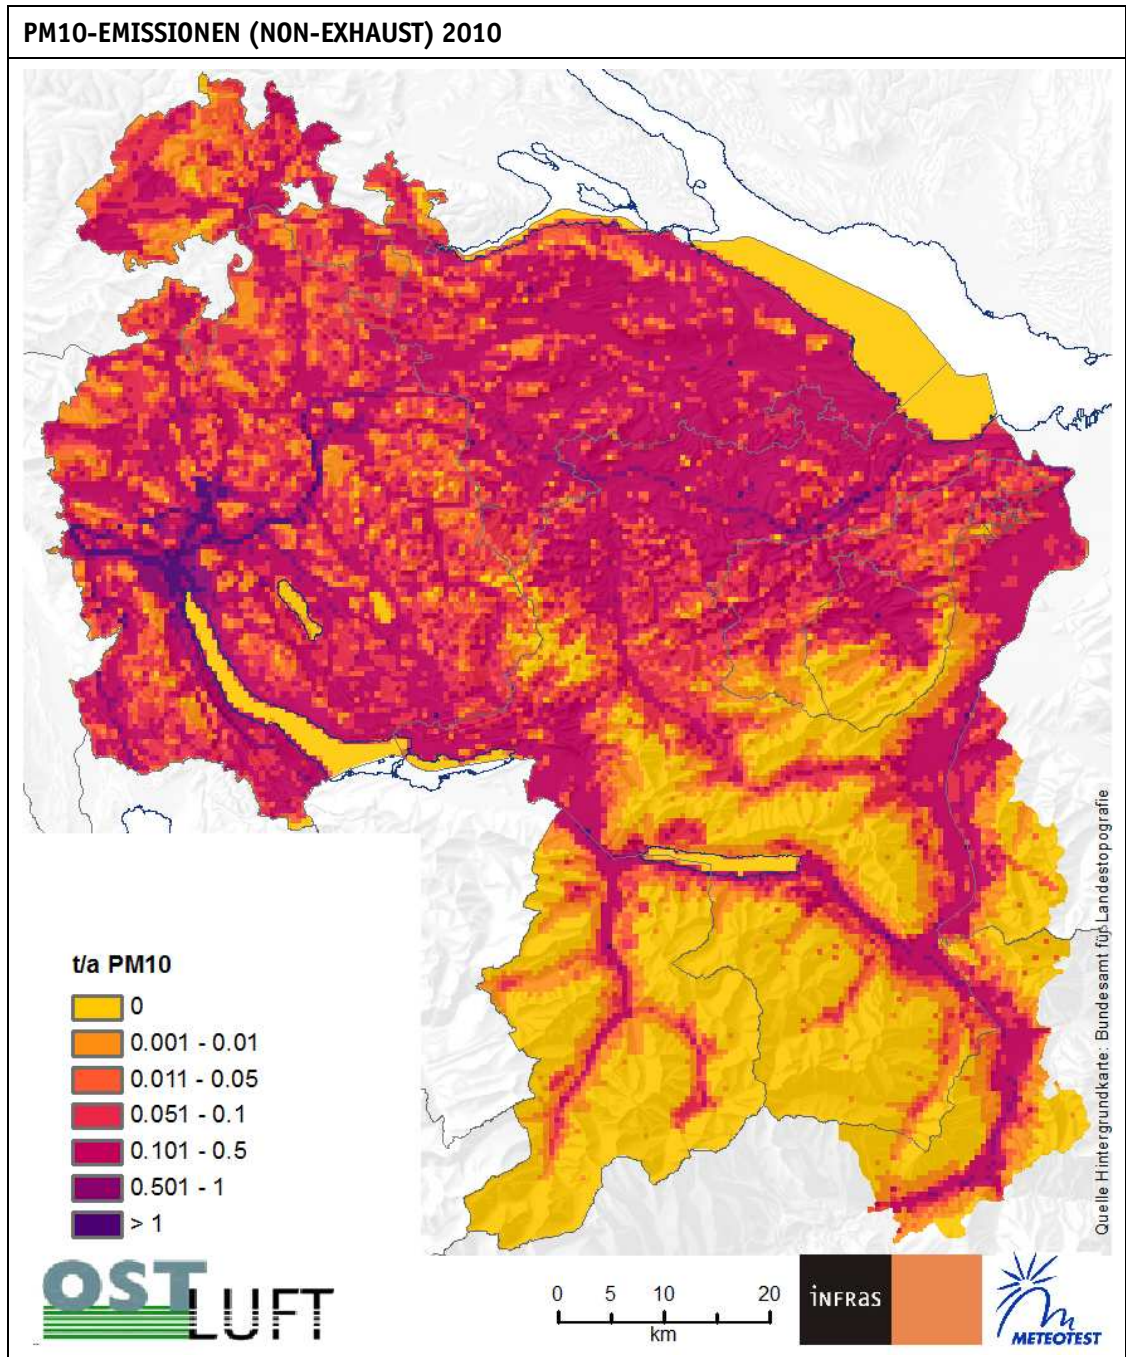 PM10-EMISSIONEN (NON-EXHAUST) 2010
t/a PM10
0
0.001 - 0.01
0.011 - 0.05
0.051 - 0.1
0.101 - 0.5
0.501 - 1
> 1
Quelle Hintergrundkarte: Bundesamt für Landestopografie
OST
LUFT
0 5 10 20
km
infras
METEOTEST